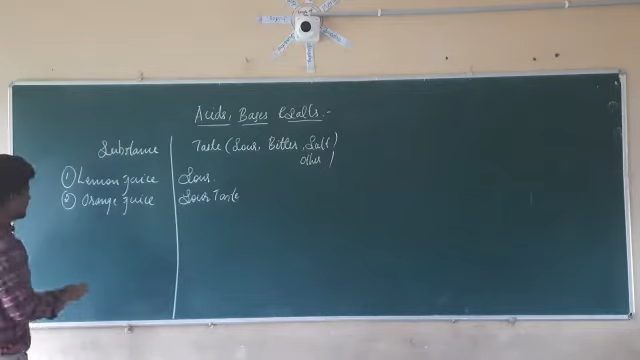 Acids, Bases & Salts :-
Substance Taste (Sour, Bitter, Salt
other )
① Lemon juice Sour.
② Orange juice Sour Taste